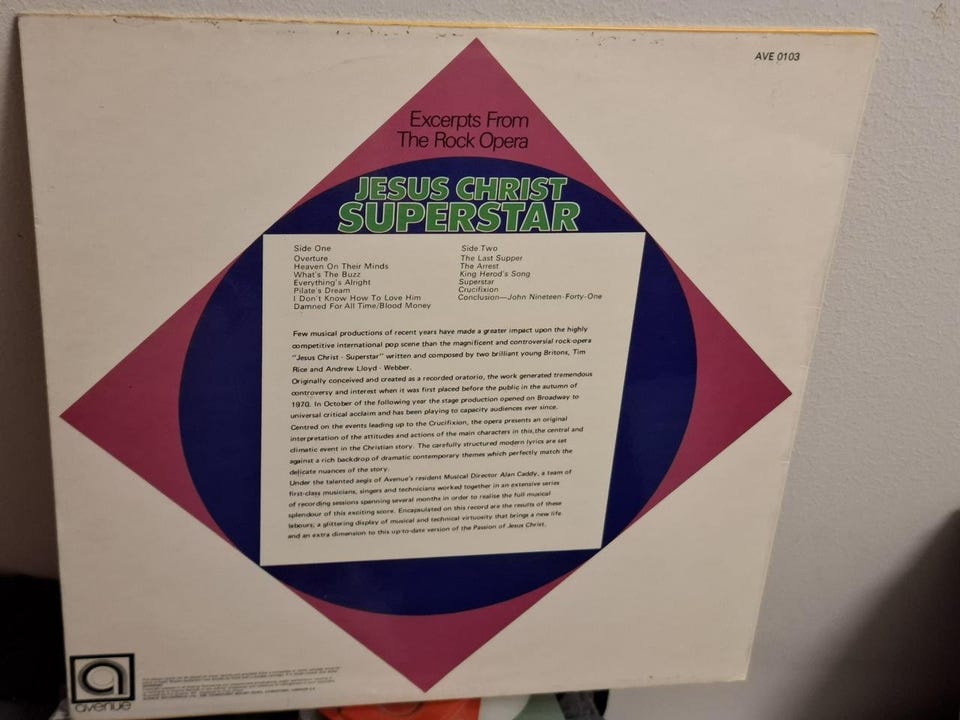 AVE 0103
Excerpts From
The Rock Opera
JESUS CHRIST
SUPERSTAR
Side One
Overture
Heaven On Their Minds
What's The Buzz
Everything's Alright
Pilate's Dream
I Don't Know How To Love Him
Damned For All Time/Blood Money
Side Two
The Last Supper
The Arrest
King Herod's Song
Superstar
Crucifixion
Conclusion—John Nineteen-Forty-One
Few musical productions of recent years have made a greater impact upon the highly
competitive international pop scene than the magnificent and controversial rock-opera
"Jesus Christ - Superstar" written and composed by two brilliant young Britons, Tim
Rice and Andrew Lloyd - Webber.
Originally conceived and created as a recorded oratorio, the work generated tremendous
controversy and interest when it was first placed before the public in the autumn of
1970. In October of the following year the stage production opened on Broadway to
universal critical acclaim and has been playing to capacity audiences ever since.
Centred on the events leading up to the Crucifixion, the opera presents an original
interpretation of the attitudes and actions of the main characters in this, the central and
climatic event in the Christian story. The carefully structured modern lyrics are set
against a rich backdrop of dramatic contemporary themes which perfectly match the
delicate nuances of the story.
Under the talented aegis of Avenue's resident Musical Director Alan Caddy, a team of
first-class musicians, singers and technicians worked together in an extensive series
of recording sessions spanning several months in order to realise the full musical
splendour of this exciting score. Encapsulated on this record are the results of these
labours; a glittering display of musical and technical virtuosity that brings a new life
and an extra dimension to this up-to-date version of the Passion of Jesus Christ.
a
avenue